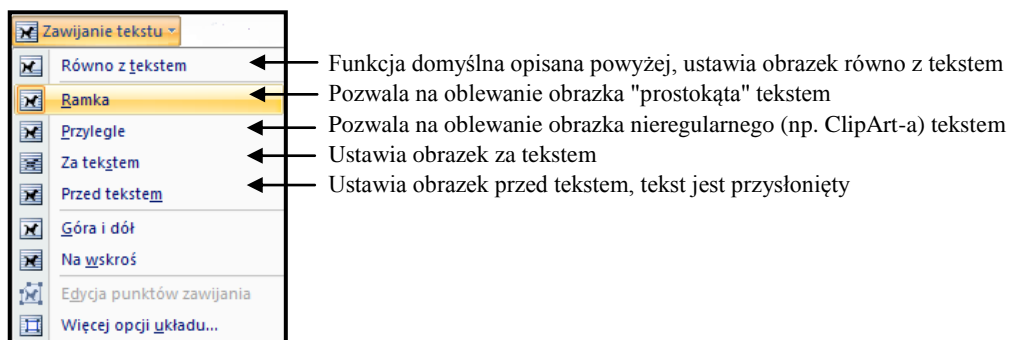 Zawijanie tekstu
Równo z tekstem Funkcja domyślna opisana powyżej, ustawia obrazek równo z tekstem
Ramka Pozwala na oblewanie obrazka "prostokąta" tekstem
Przylegle Pozwala na oblewanie obrazka nieregularnego (np. ClipArt-a) tekstem
Za tekstem Ustawia obrazek za tekstem
Przed tekstem Ustawia obrazek przed tekstem, tekst jest przysłonięty
Góra i dół
Na wskroś
Edycja punktów zawijania
Więcej opcji układu...